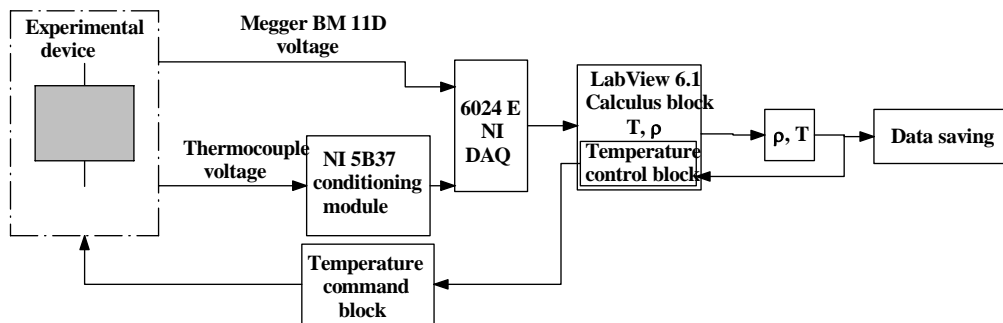 Experimental
device
Megger BM 11D
voltage
Thermocouple
voltage
NI 5B37
conditioning
module
6024 E
NI
DAQ
LabView 6.1
Calculus block
T, ρ
Temperature
control block
ρ, T
Data saving
Temperature
command
block